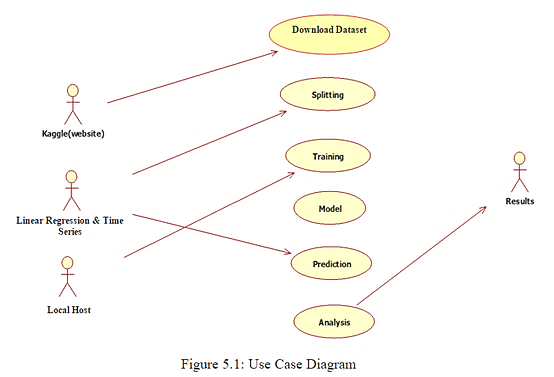 Download Dataset
Splitting
Kaggle(website)
Training
Results
Linear Regression & Time
Series
Model
Prediction
Local Host
Analysis
Figure 5.1: Use Case Diagram